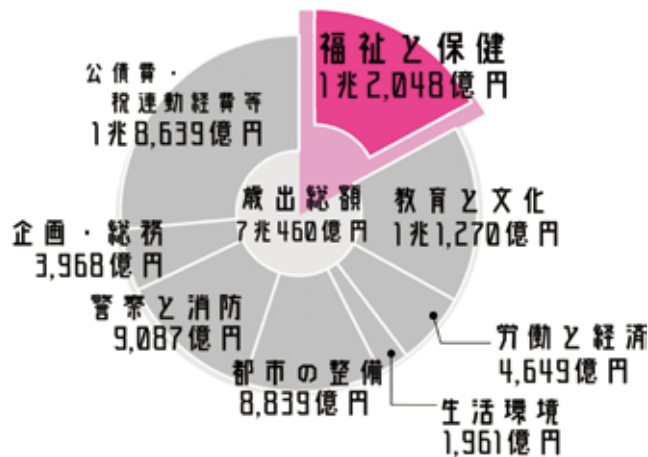 福祉と保健
1兆2,048億円
公債費・
税連動経費等
1兆8,639億円
歳出総額
7兆460億円
教育と文化
1兆1,270億円
企画・総務
3,968億円
警察と消防
9,087億円
労働と経済
4,649億円
都市の整備
8,839億円
生活環境
1,961億円